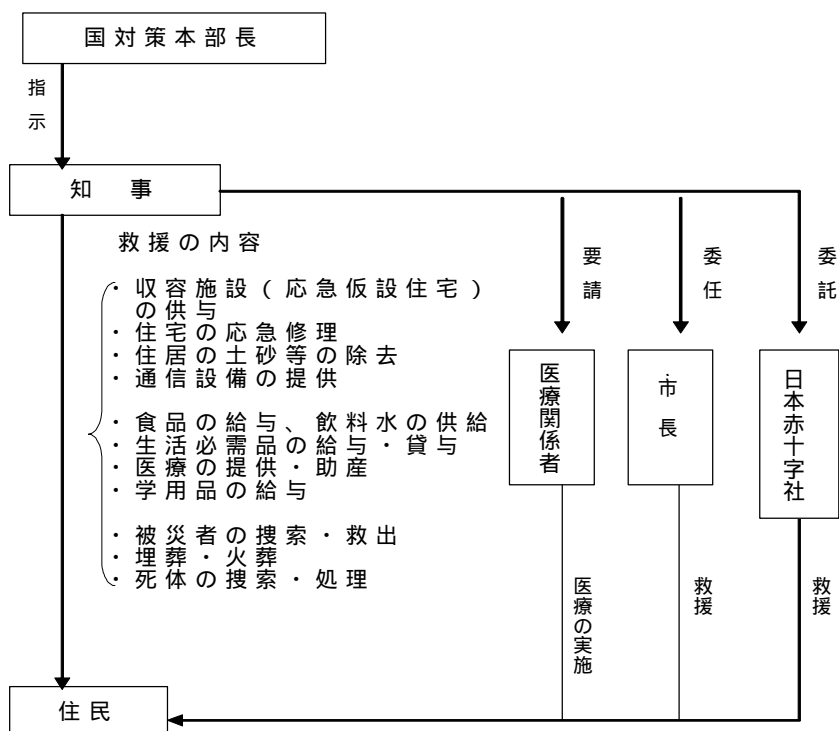 国対策本部長
指示
知　事
救援の内容
・収容施設（応急仮設住宅）
の供与
・住宅の応急修理
・住居の土砂等の除去
・通信設備の提供
・食品の給与、飲料水の供給
・生活必需品の給与・貸与
・医療の提供・助産
・学用品の給与
・被災者の捜索・救出
・埋葬・火葬
・死体の捜索・処理
要請
委任
委託
医療関係者
市長
日本赤十字社
医療の実施
救援
救援
住民